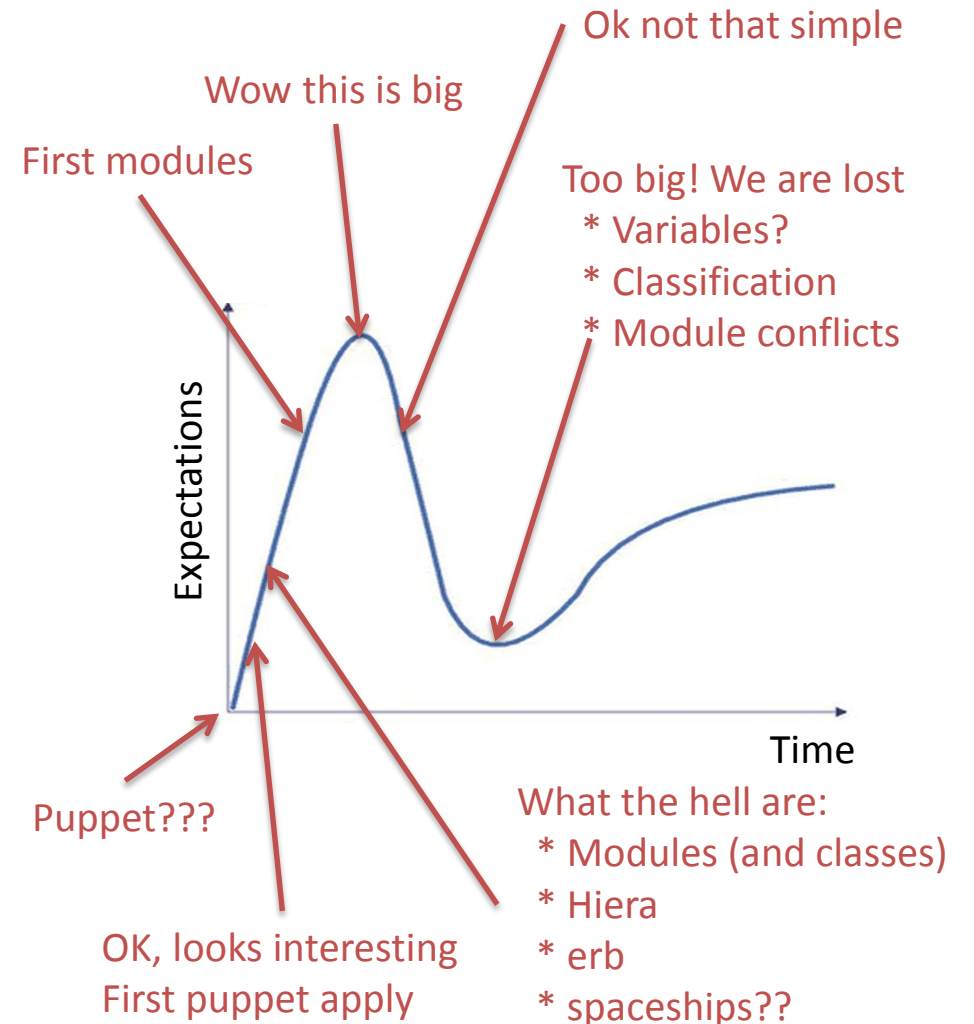 Ok not that simple
Wow this is big
First modules
Too big! We are lost
* Variables?
* Classification
* Module conflicts
Expectations
Time
Puppet???
What the hell are:
* Modules (and classes)
* Hiera
* erb
* spaceships??
OK, looks interesting
First puppet apply